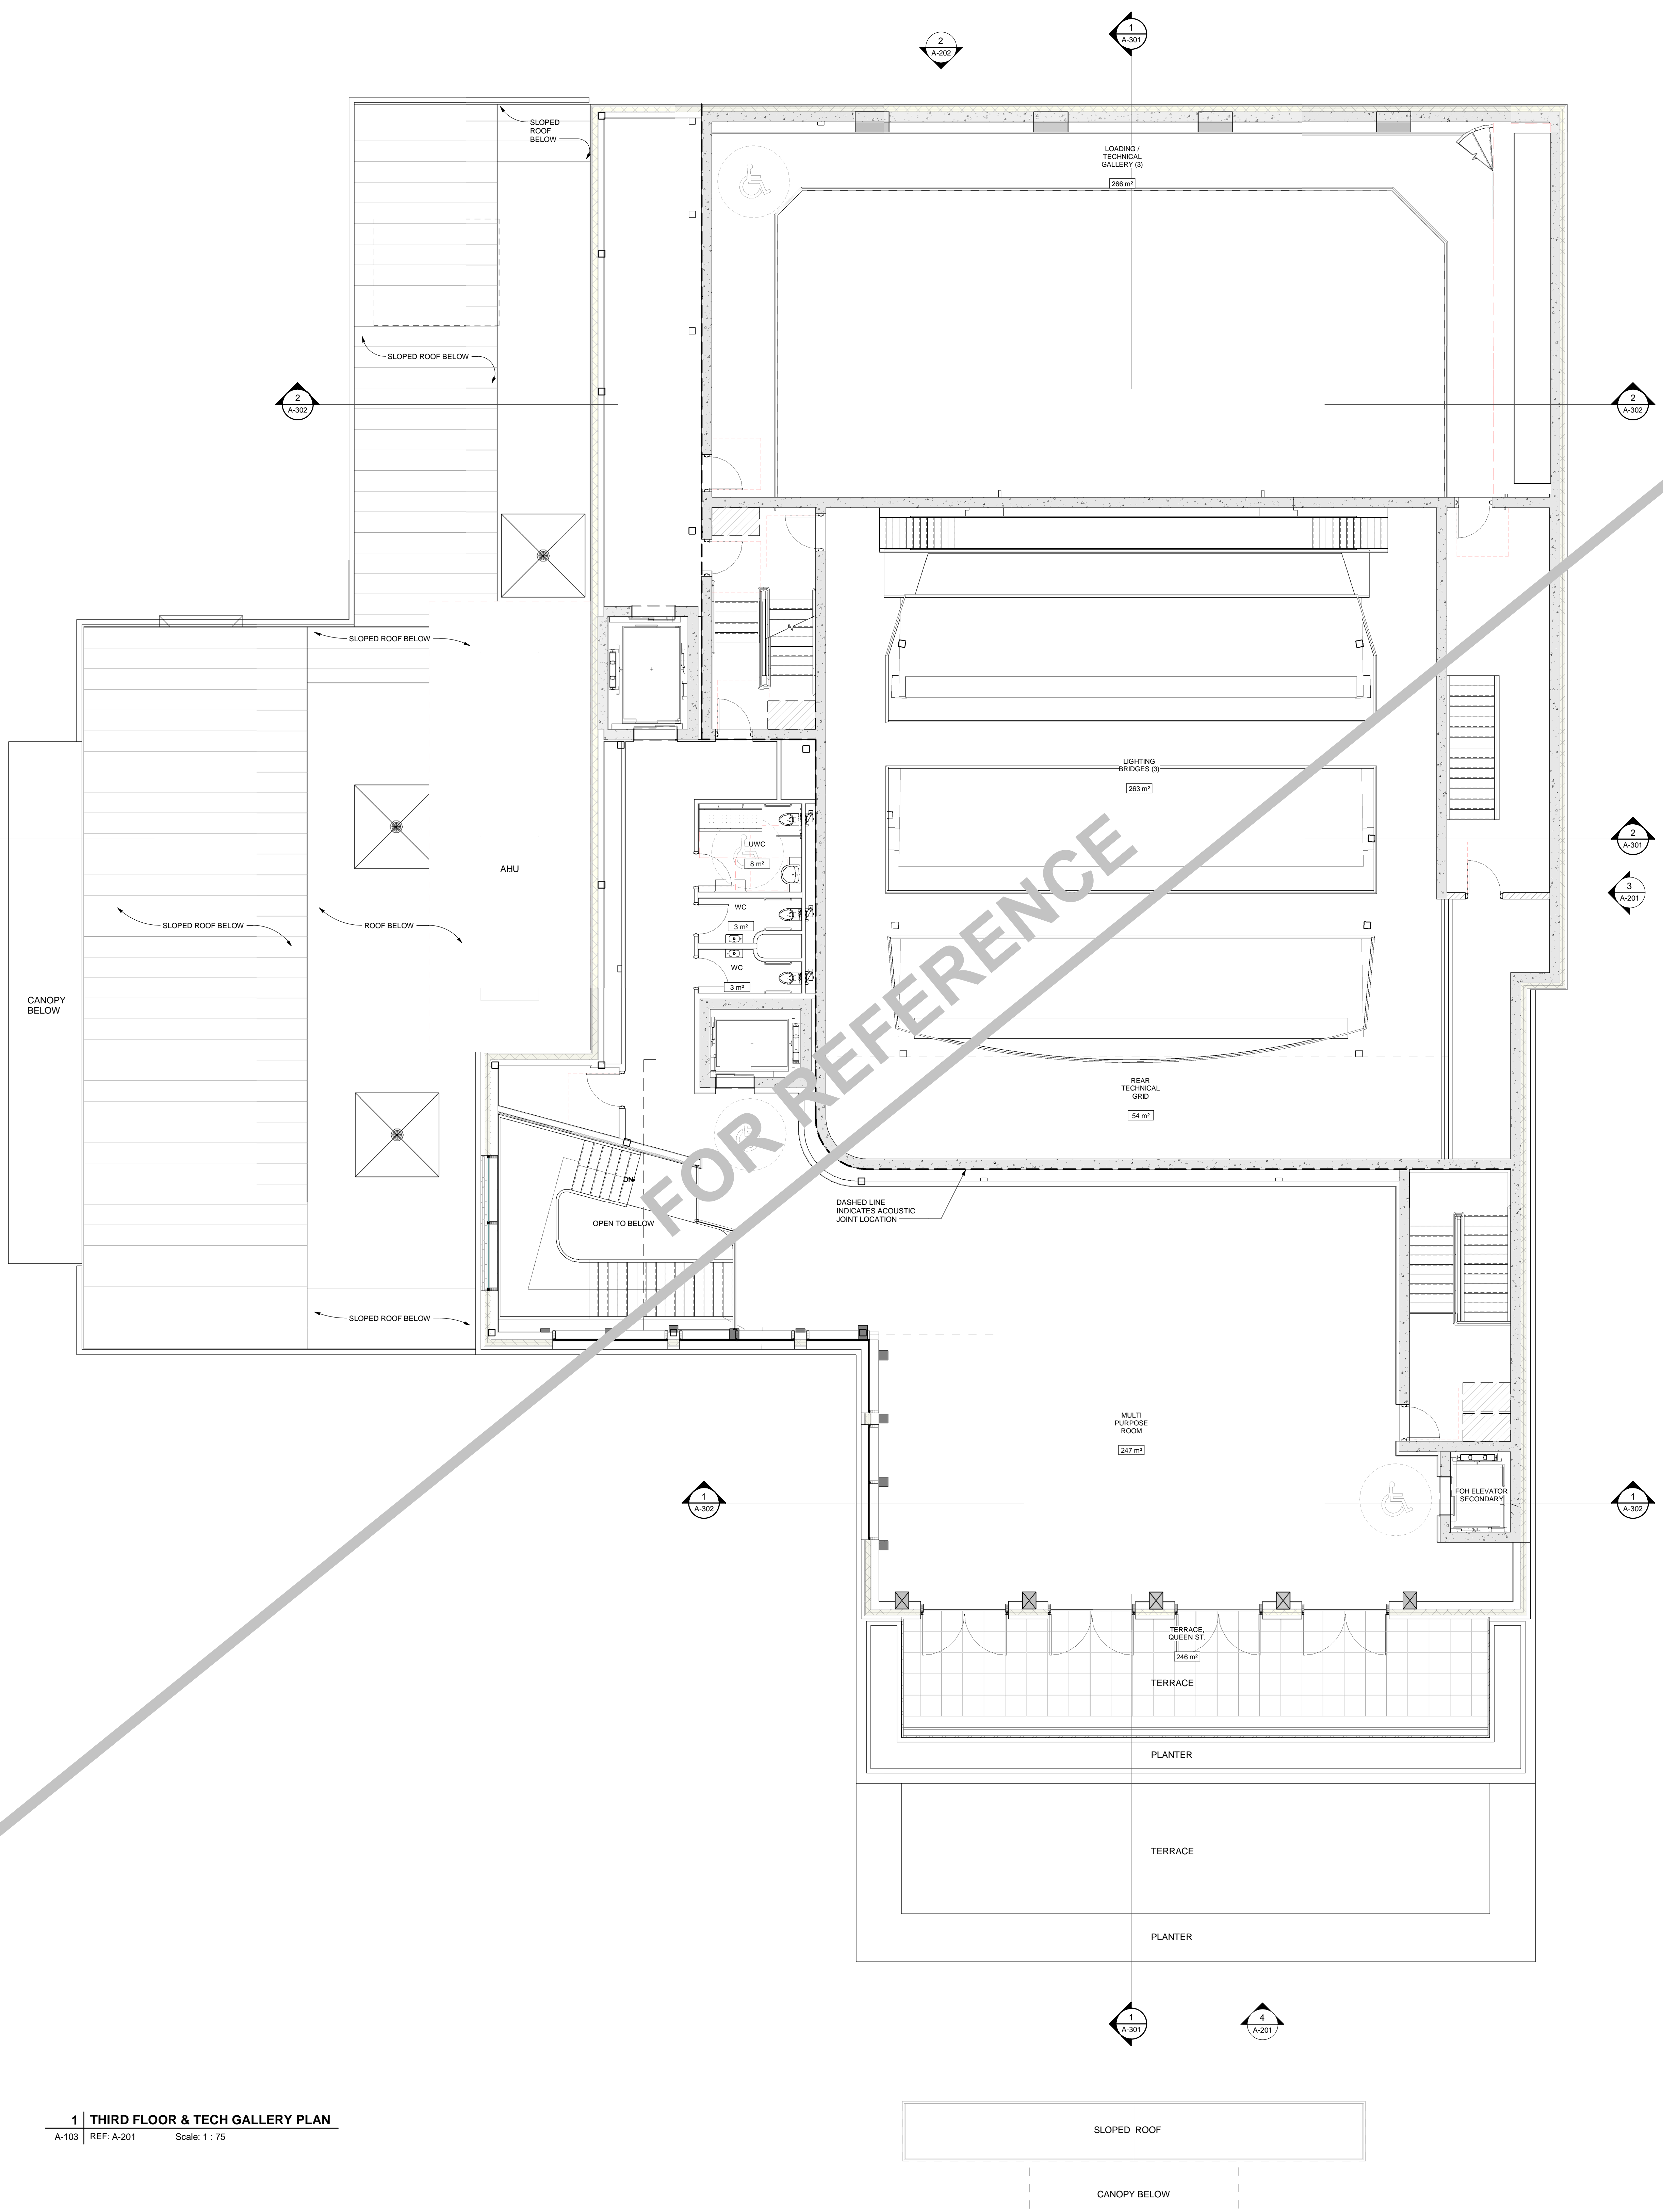 1
A-301
2
A-202
SLOPED
ROOF
BELOW
LOADING /
TECHNICAL
GALLERY (3)
266 m²
SLOPED ROOF BELOW
2
A-302
2
A-302
SLOPED ROOF BELOW
LIGHTING
BRIDGES (3)
263 m²
2
A-301
UWC
8 m²
AHU
3
A-201
WC
3 m²
SLOPED ROOF BELOW
ROOF BELOW
WC
3 m²
CANOPY
BELOW
REAR
TECHNICAL
GRID
54 m²
FOR REFERENCE
DN
OPEN TO BELOW
DASHED LINE
INDICATES ACOUSTIC
JOINT LOCATION
SLOPED ROOF BELOW
MULTI
PURPOSE
ROOM
247 m²
1
A-302
FOH ELEVATOR
SECONDARY
1
A-302
TERRACE,
QUEEN ST.
246 m²
TERRACE
PLANTER
TERRACE
PLANTER
1
A-301
4
A-201
1 THIRD FLOOR & TECH GALLERY PLAN
A-103 REF: A-201 Scale: 1 : 75
SLOPED ROOF
CANOPY BELOW